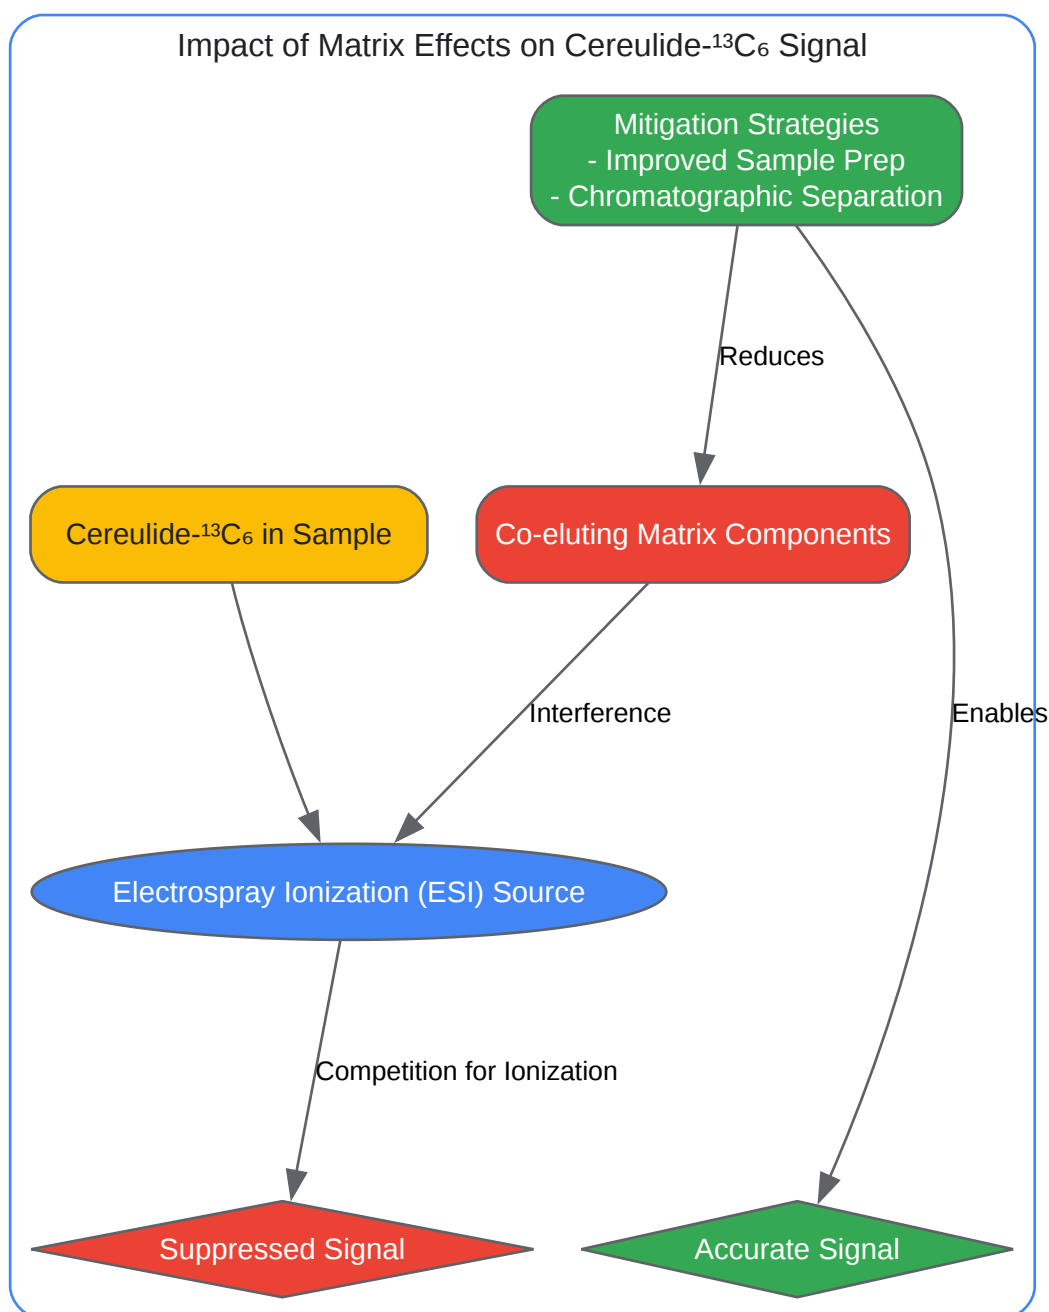 Impact of Matrix Effects on Cereulide-¹³C₆ Signal
Mitigation Strategies
- Improved Sample Prep
- Chromatographic Separation
Reduces
Cereulide-¹³C₆ in Sample
Co-eluting Matrix Components
Interference
Enables
Electrospray Ionization (ESI) Source
Competition for Ionization
Suppressed Signal
Accurate Signal